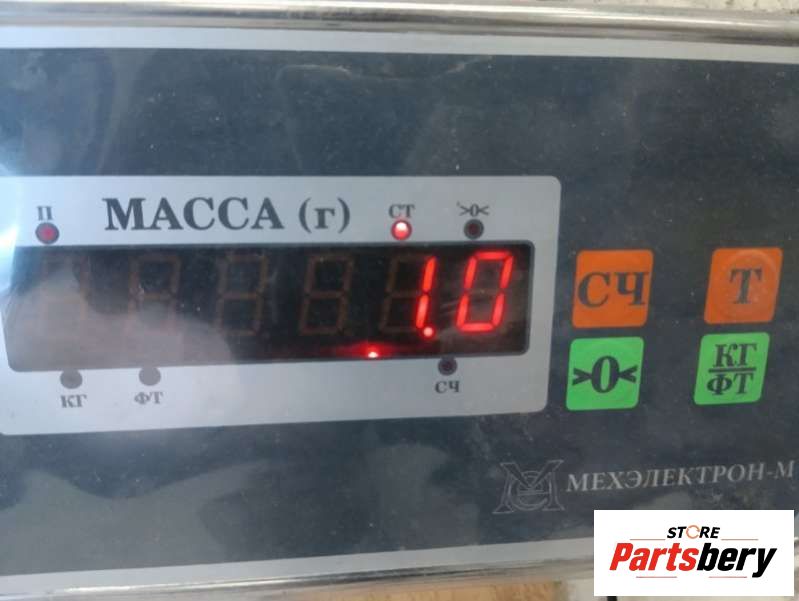 П МАССА (г) СТ >0<
1.0
КГ ФТ СЧ
СЧ Т
>0< КГ/ФТ
МЕХЭЛЕКТРОН-М
STORE
Partsbery